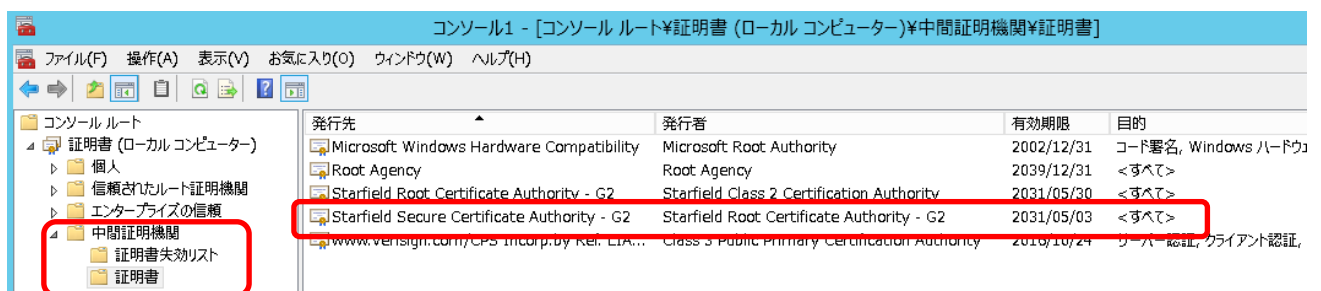 コンソール1 - [コンソール ルート¥証明書 (ローカル コンピューター)¥中間証明機関¥証明書]
ファイル(F) 操作(A) 表示(V) お気に入り(O) ウィンドウ(W) ヘルプ(H)
コンソール ルート
証明書 (ローカル コンピューター)
個人
信頼されたルート証明機関
エンタープライズの信頼
中間証明機関
証明書失効リスト
証明書
発行先 発行者 有効期限 目的
Microsoft Windows Hardware Compatibility Microsoft Root Authority 2002/12/31 コード署名, Windows ハードウェ
Root Agency Root Agency 2039/12/31 <すべて>
Starfield Root Certificate Authority - G2 Starfield Class 2 Certification Authority 2031/05/30 <すべて>
Starfield Secure Certificate Authority - G2 Starfield Root Certificate Authority - G2 2031/05/03 <すべて>
www.verisign.com/CPS Incorp.by Ref. LIA... Class 3 Public Primary Certification Authority 2016/10/24 サーバー認証, クライアント認証,